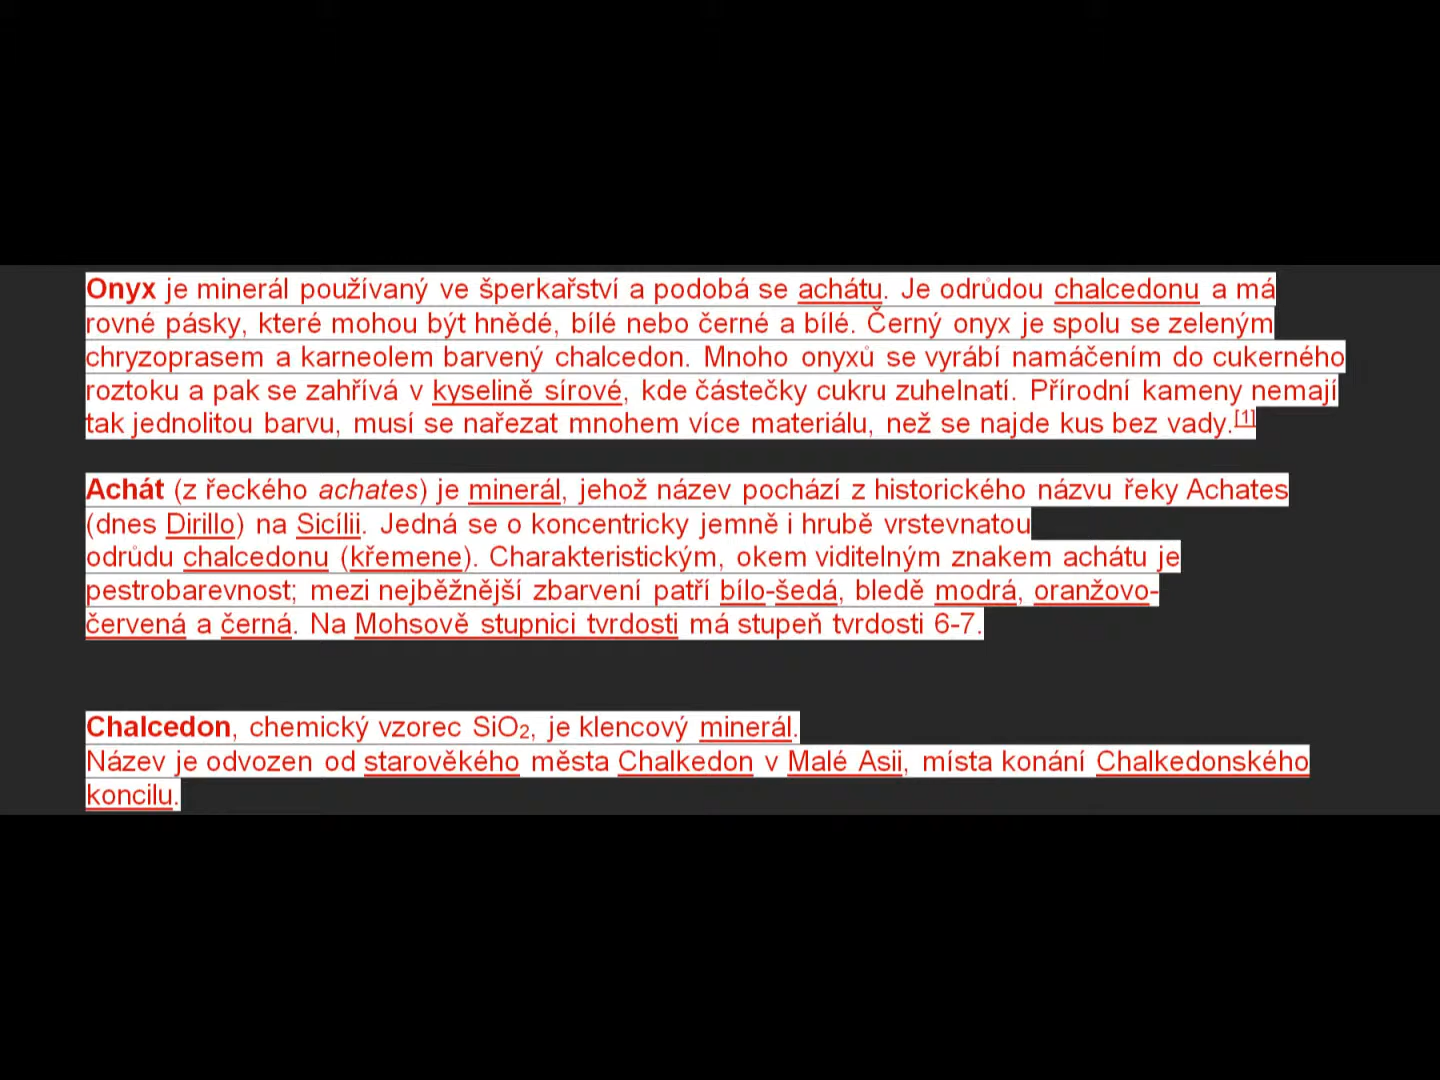 Onyx je minerál používaný ve šperkařství a podobá se achátu. Je odrůdou chalcedonu a má
rovné pásky, které mohou být hnědé, bílé nebo černé a bílé. Černý onyx je spolu se zeleným
chryzoprasem a karneolem barvený chalcedon. Mnoho onyxů se vyrábí namáčením do cukerného
roztoku a pak se zahřívá v kyselině sírové, kde částečky cukru zuhelnatí. Přírodní kameny nemají
tak jednolitou barvu, musí se nařezat mnohem více materiálu, než se najde kus bez vady.[1]
Achát (z řeckého achates) je minerál, jehož název pochází z historického názvu řeky Achates
(dnes Dirillo) na Sicílii. Jedná se o koncentricky jemně i hrubě vrstevnatou
odrůdu chalcedonu (křemene). Charakteristickým, okem viditelným znakem achátu je
pestrobarevnost; mezi nejběžnější zbarvení patří bílo-šedá, bledě modrá, oranžovo-
červená a černá. Na Mohsově stupnici tvrdosti má stupeň tvrdosti 6-7.
Chalcedon, chemický vzorec SiO₂, je klencový minerál.
Název je odvozen od starověkého města Chalkedon v Malé Asii, místa konání Chalkedonského
koncilu.